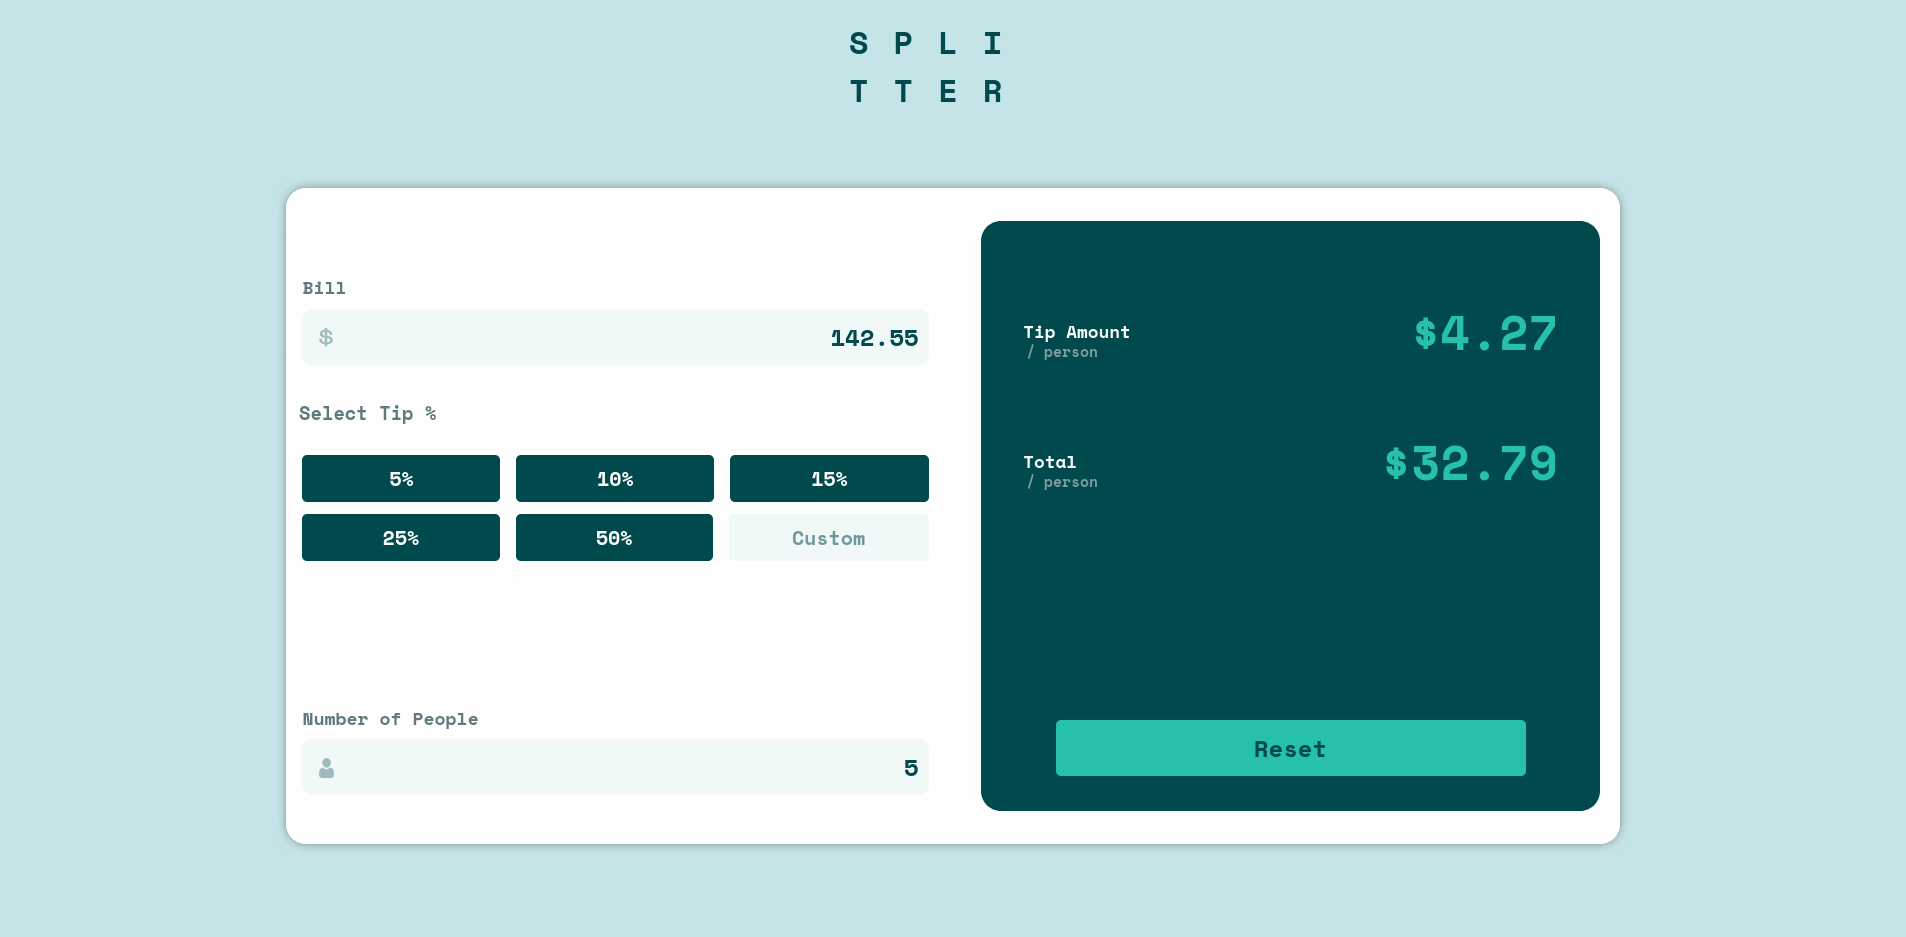 S P L I
T T E R
Bill
$
142.55
Select Tip %
5%
10%
15%
25%
50%
Custom
Number of People
5
Tip Amount
/ person
$4.27
Total
/ person
$32.79
Reset